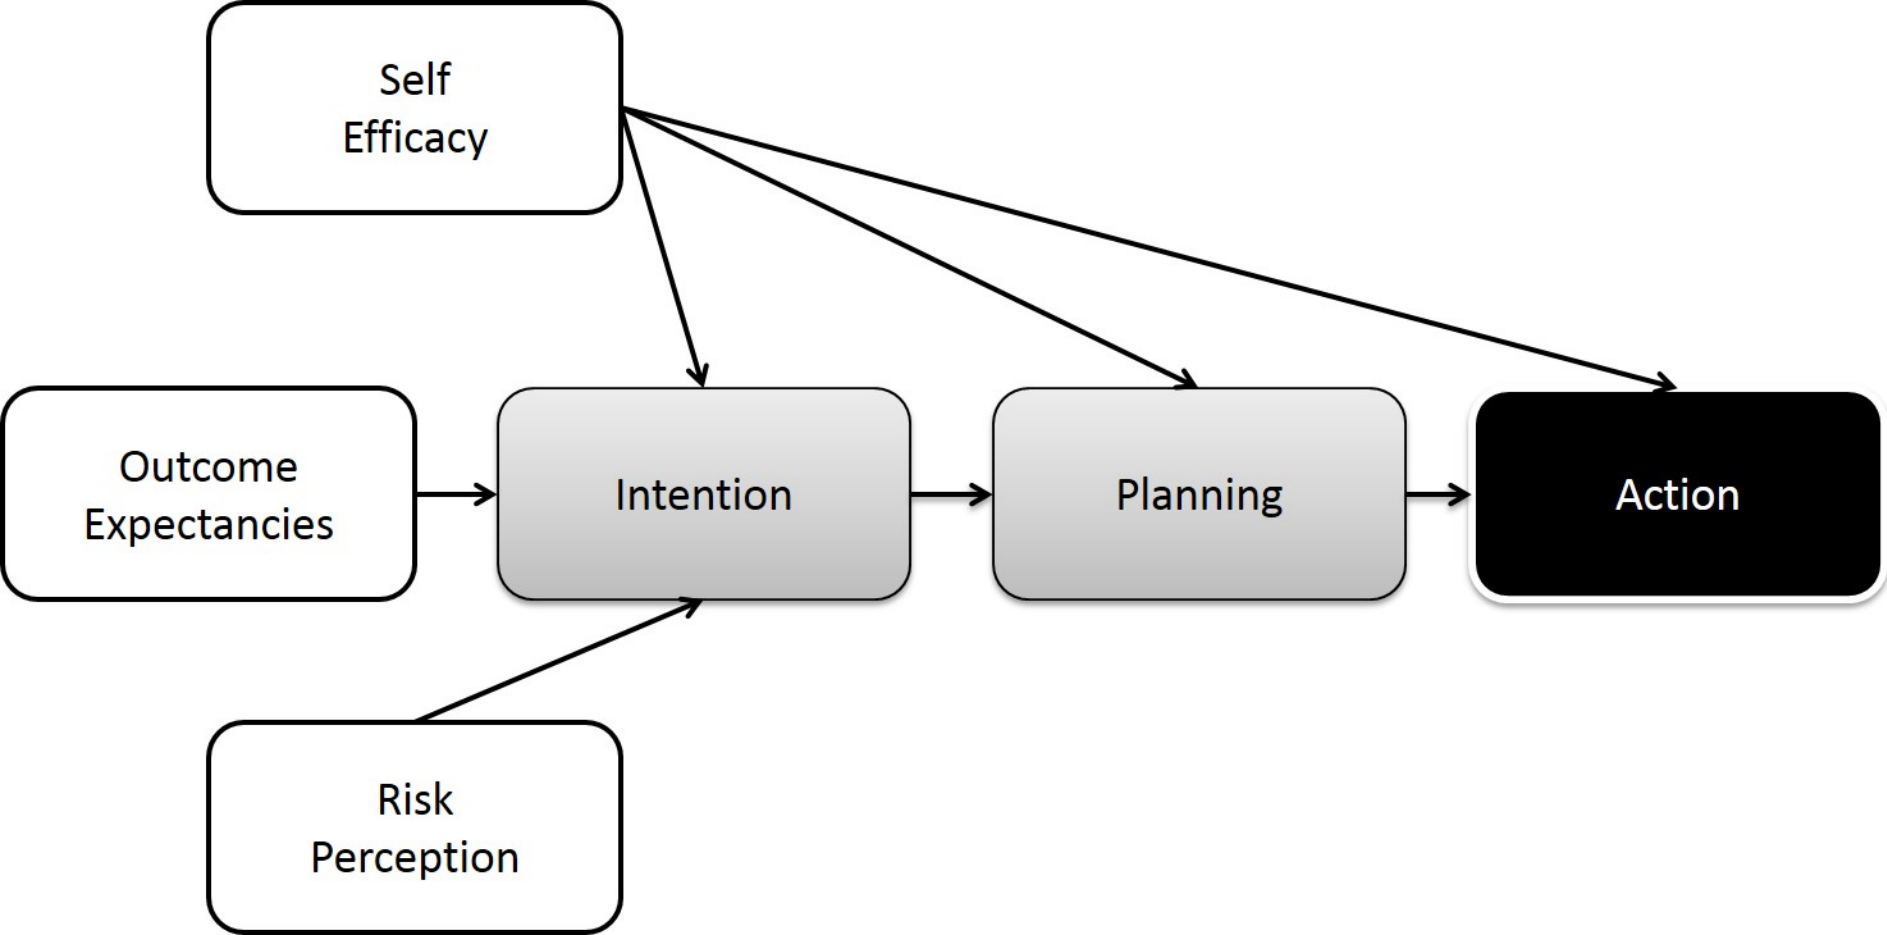 Self
Efficacy
Outcome
Expectancies
Intention
Planning
Action
Risk
Perception